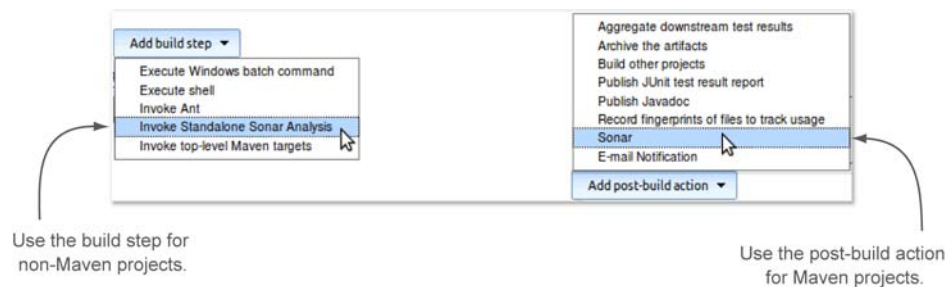 Add build step
Execute Windows batch command
Execute shell
Invoke Ant
Invoke Standalone Sonar Analysis
Invoke top-level Maven targets
Aggregate downstream test results
Archive the artifacts
Build other projects
Publish JUnit test result report
Publish Javadoc
Record fingerprints of files to track usage
Sonar
E-mail Notification
Add post-build action
Use the build step for
non-Maven projects.
Use the post-build action
for Maven projects.